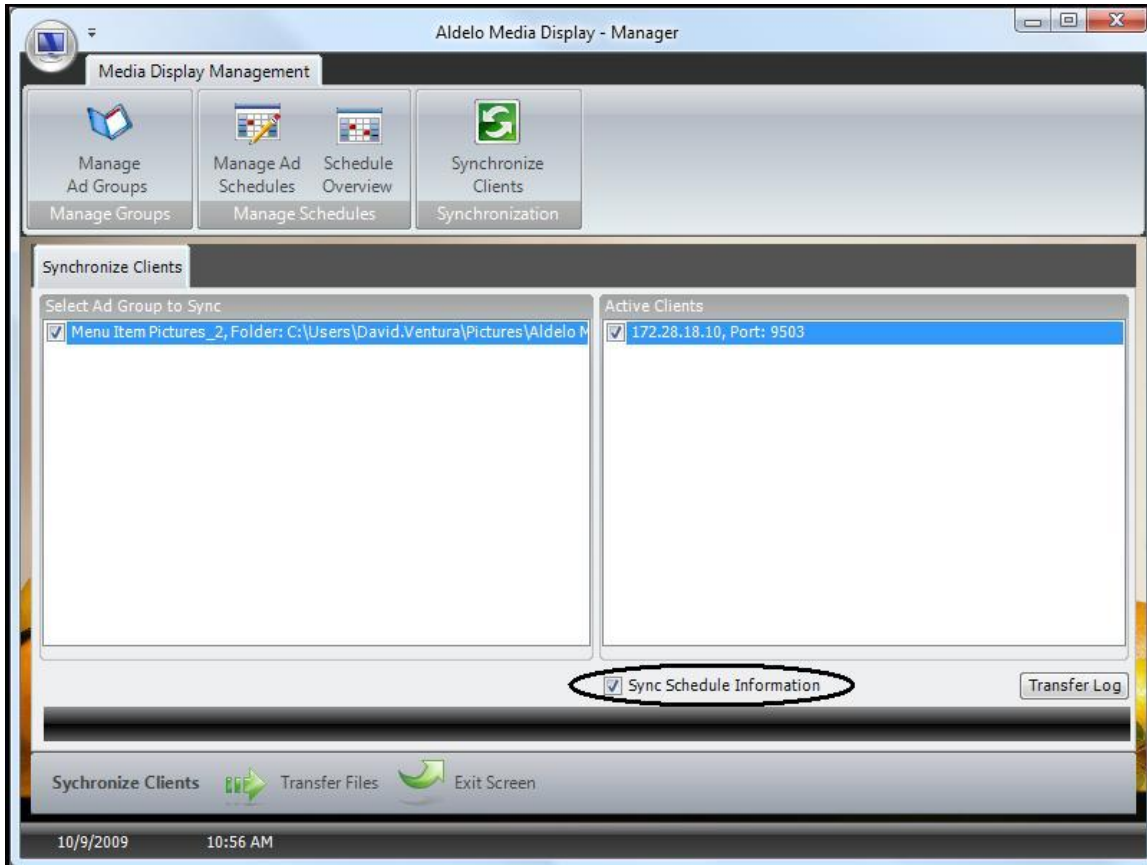 Aldelo Media Display - Manager
Media Display Management
Manage
Ad Groups
Manage Ad
Schedules
Schedule
Overview
Synchronize
Clients
Manage Groups
Manage Schedules
Synchronization
Synchronize Clients
Select Ad Group to Sync
Active Clients
Menu Item Pictures_2, Folder: C:\Users\David.Ventura\Pictures\Aldelo M
172.28.18.10, Port: 9503
Sync Schedule Information
Transfer Log
Sychronize Clients
Transfer Files
Exit Screen
10/9/2009
10:56 AM